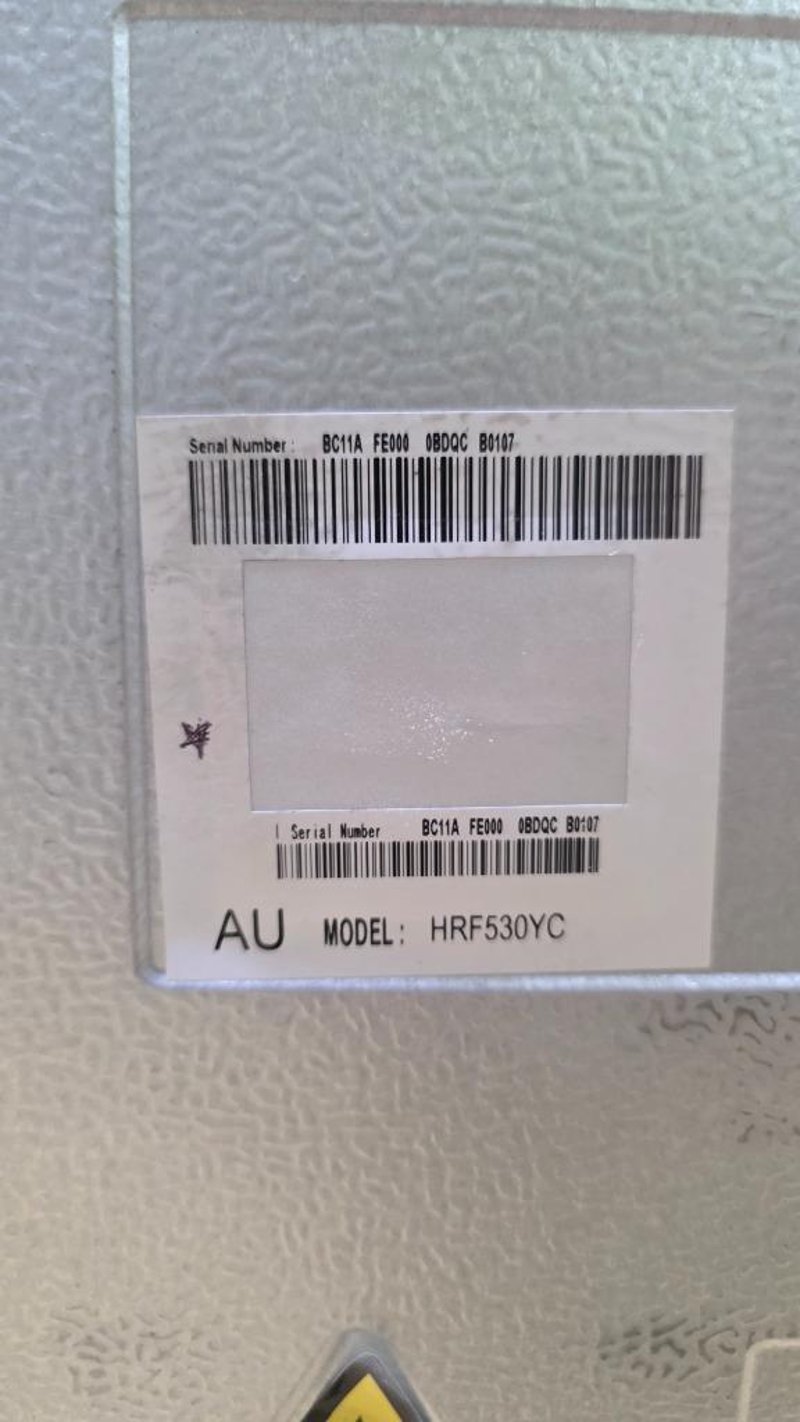 Serial Number: BC11A FE000 0BDQC B0107
Serial Number BC11A FE000 0BDQC B0107
AU MODEL: HRF530YC